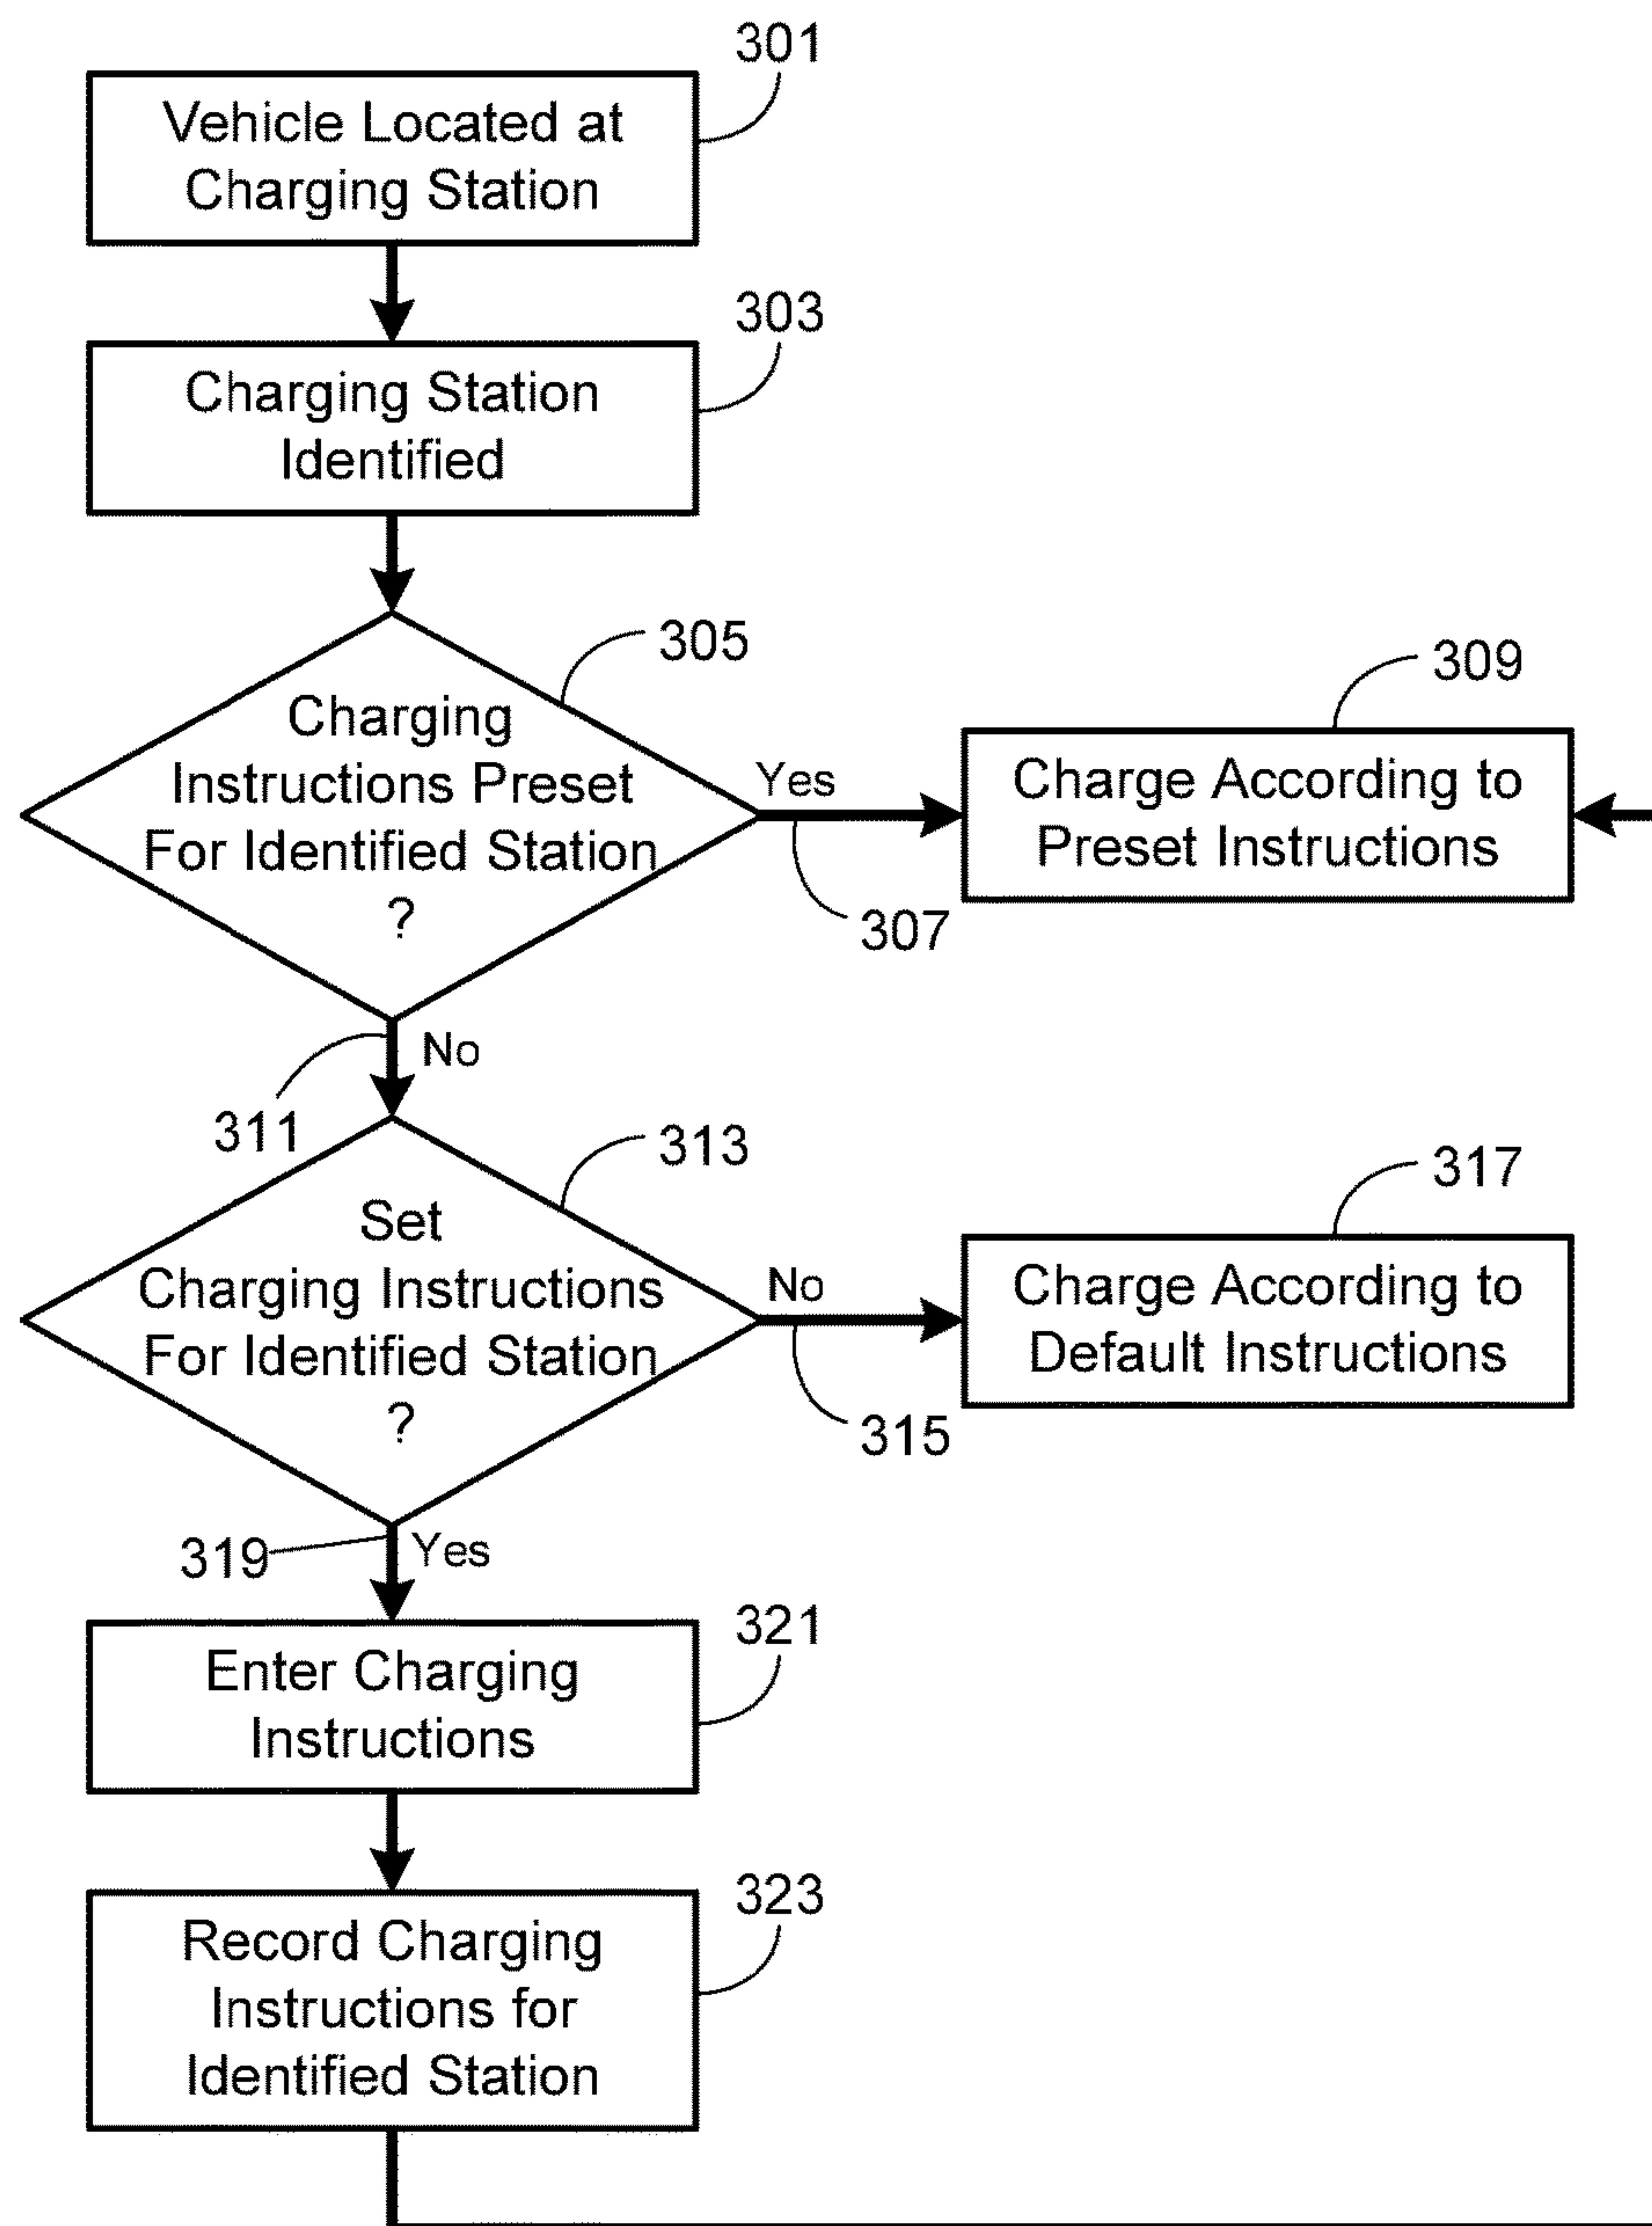 301
Vehicle Located at
Charging Station
303
Charging Station
Identified
305
Charging
Instructions Preset
For Identified Station
?
Yes
307
309
Charge According to
Preset Instructions
No
311
313
Set
Charging Instructions
For Identified Station
?
No
315
317
Charge According to
Default Instructions
319
Yes
321
Enter Charging
Instructions
323
Record Charging
Instructions for
Identified Station